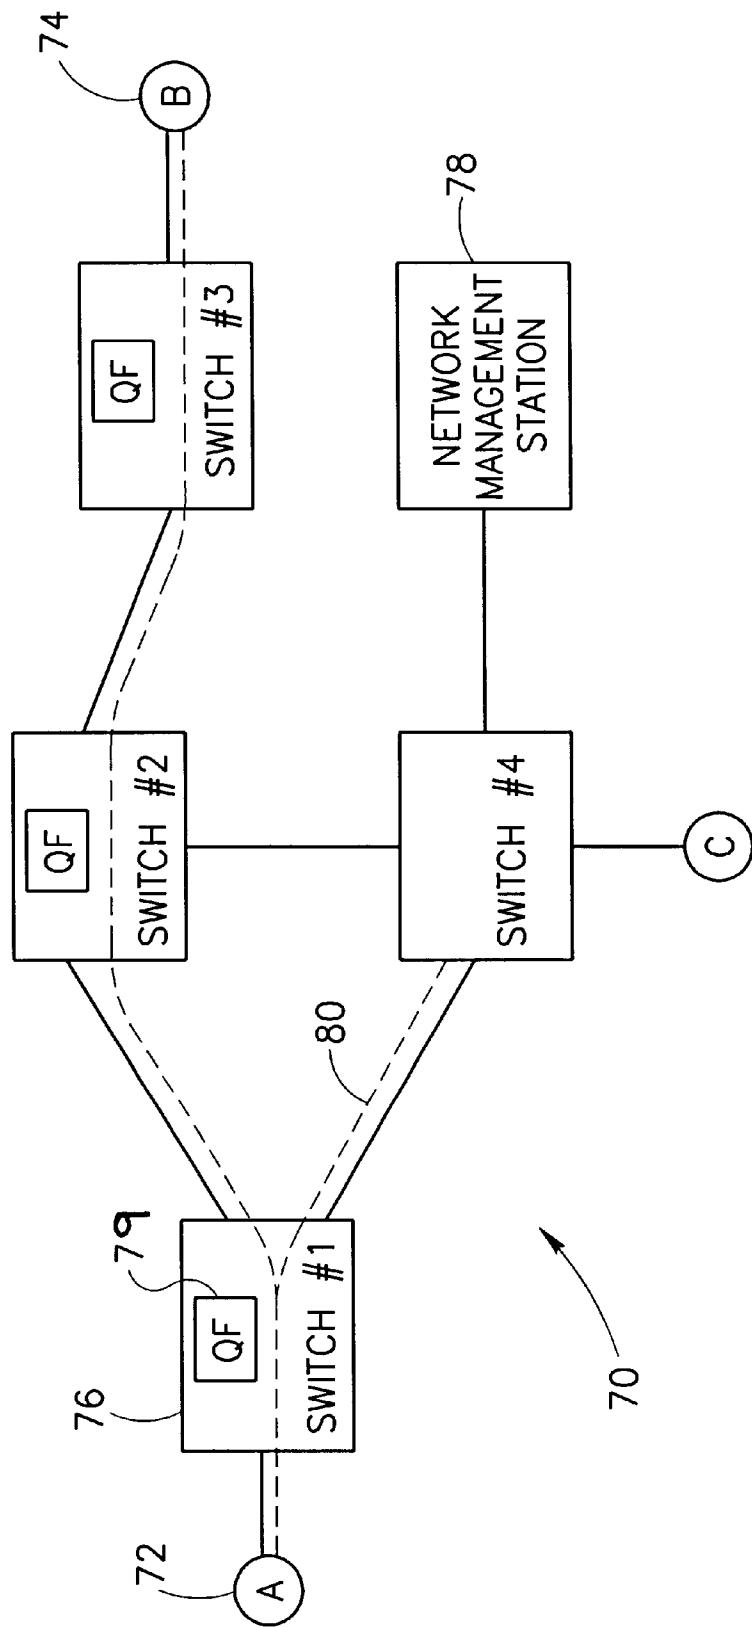 72
A
76
79
QF
SWITCH #1
QF
SWITCH #2
QF
SWITCH #3
74
B
80
SWITCH #4
NETWORK
MANAGEMENT
STATION
78
C
70